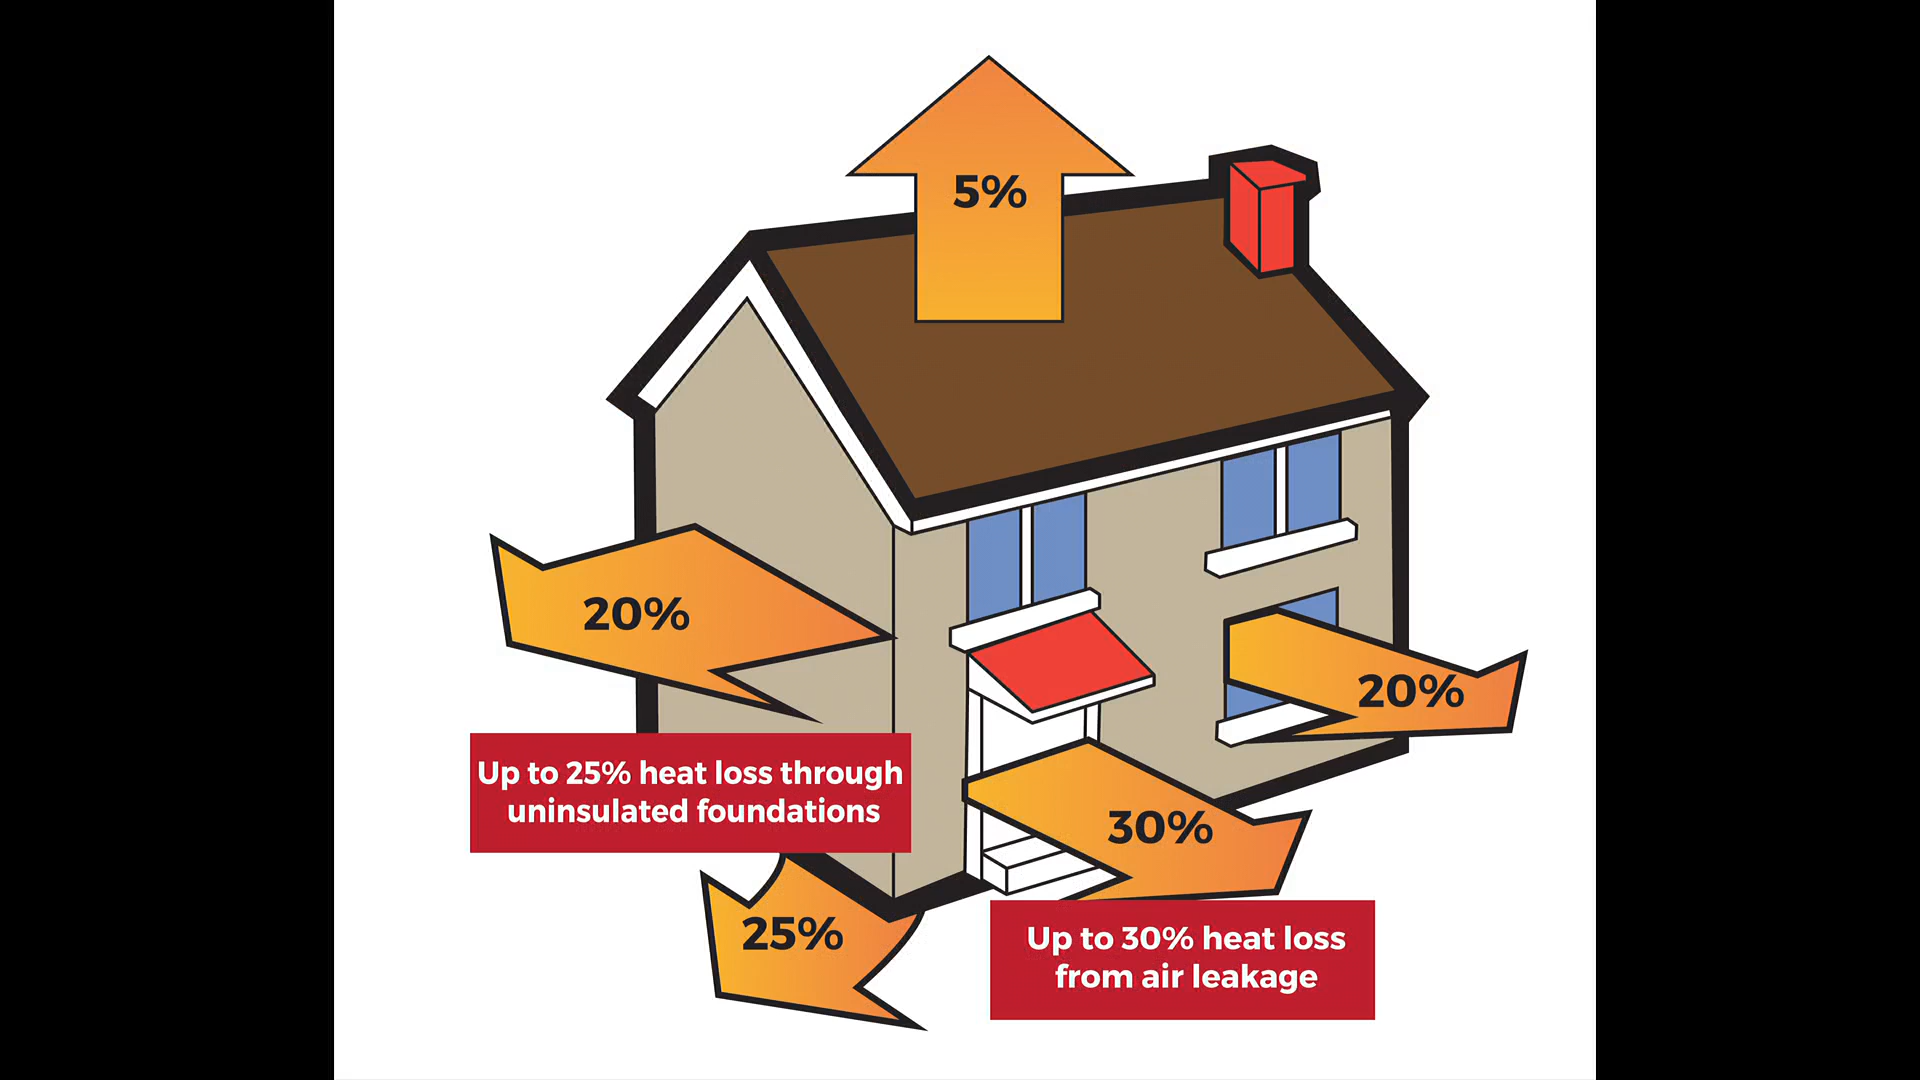 5%
20%
20%
Up to 25% heat loss through
uninsulated foundations
30%
25%
Up to 30% heat loss
from air leakage